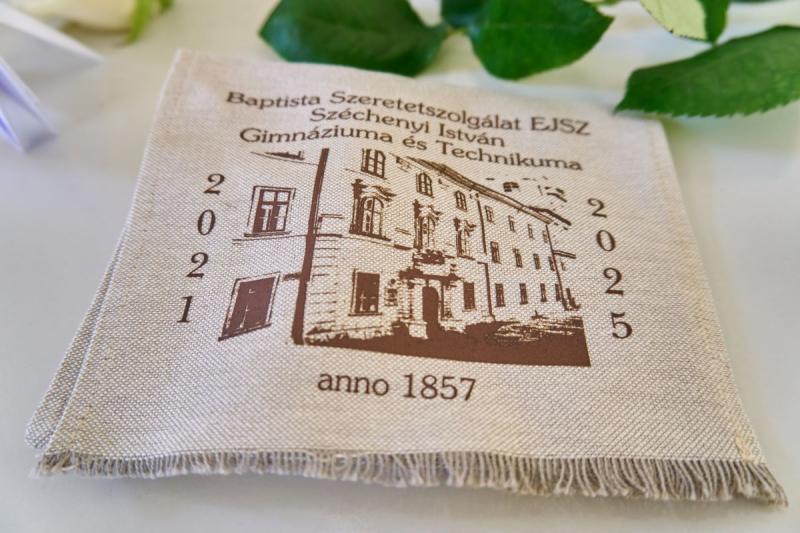 Baptista Szeretetszolgálat EJSZ
Széchenyi István
Gimnáziuma és Technikuma
2021
2025
anno 1857